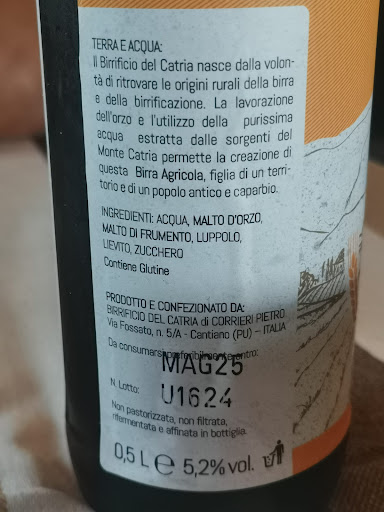 TERRA E ACQUA:
Il Birrificio del Catria nasce dalla volon-
tà di ritrovare le origini rurali della birra
e della birrificazione. La lavorazione
dell'orzo e l'utilizzo della purissima
acqua estratta dalle sorgenti del
Monte Catria permette la creazione di
questa Birra Agricola, figlia di un terri-
torio e di un popolo antico e caparbio.
INGREDIENTI: ACQUA, MALTO D'ORZO,
MALTO DI FRUMENTO, LUPPOLO,
LIEVITO, ZUCCHERO
Contiene Glutine
PRODOTTO E CONFEZIONATO DA:
BIRRIFICIO DEL CATRIA di CORRIERI PIETRO
Via Fossato, n. 5/A - Cantiano (PU) – ITALIA
Da consumarsi preferibilmente entro:
MAG25
N. Lotto: U1624
Non pastorizzata, non filtrata,
rifermentata e affinata in bottiglia.
0,5 L e 5,2% vol.